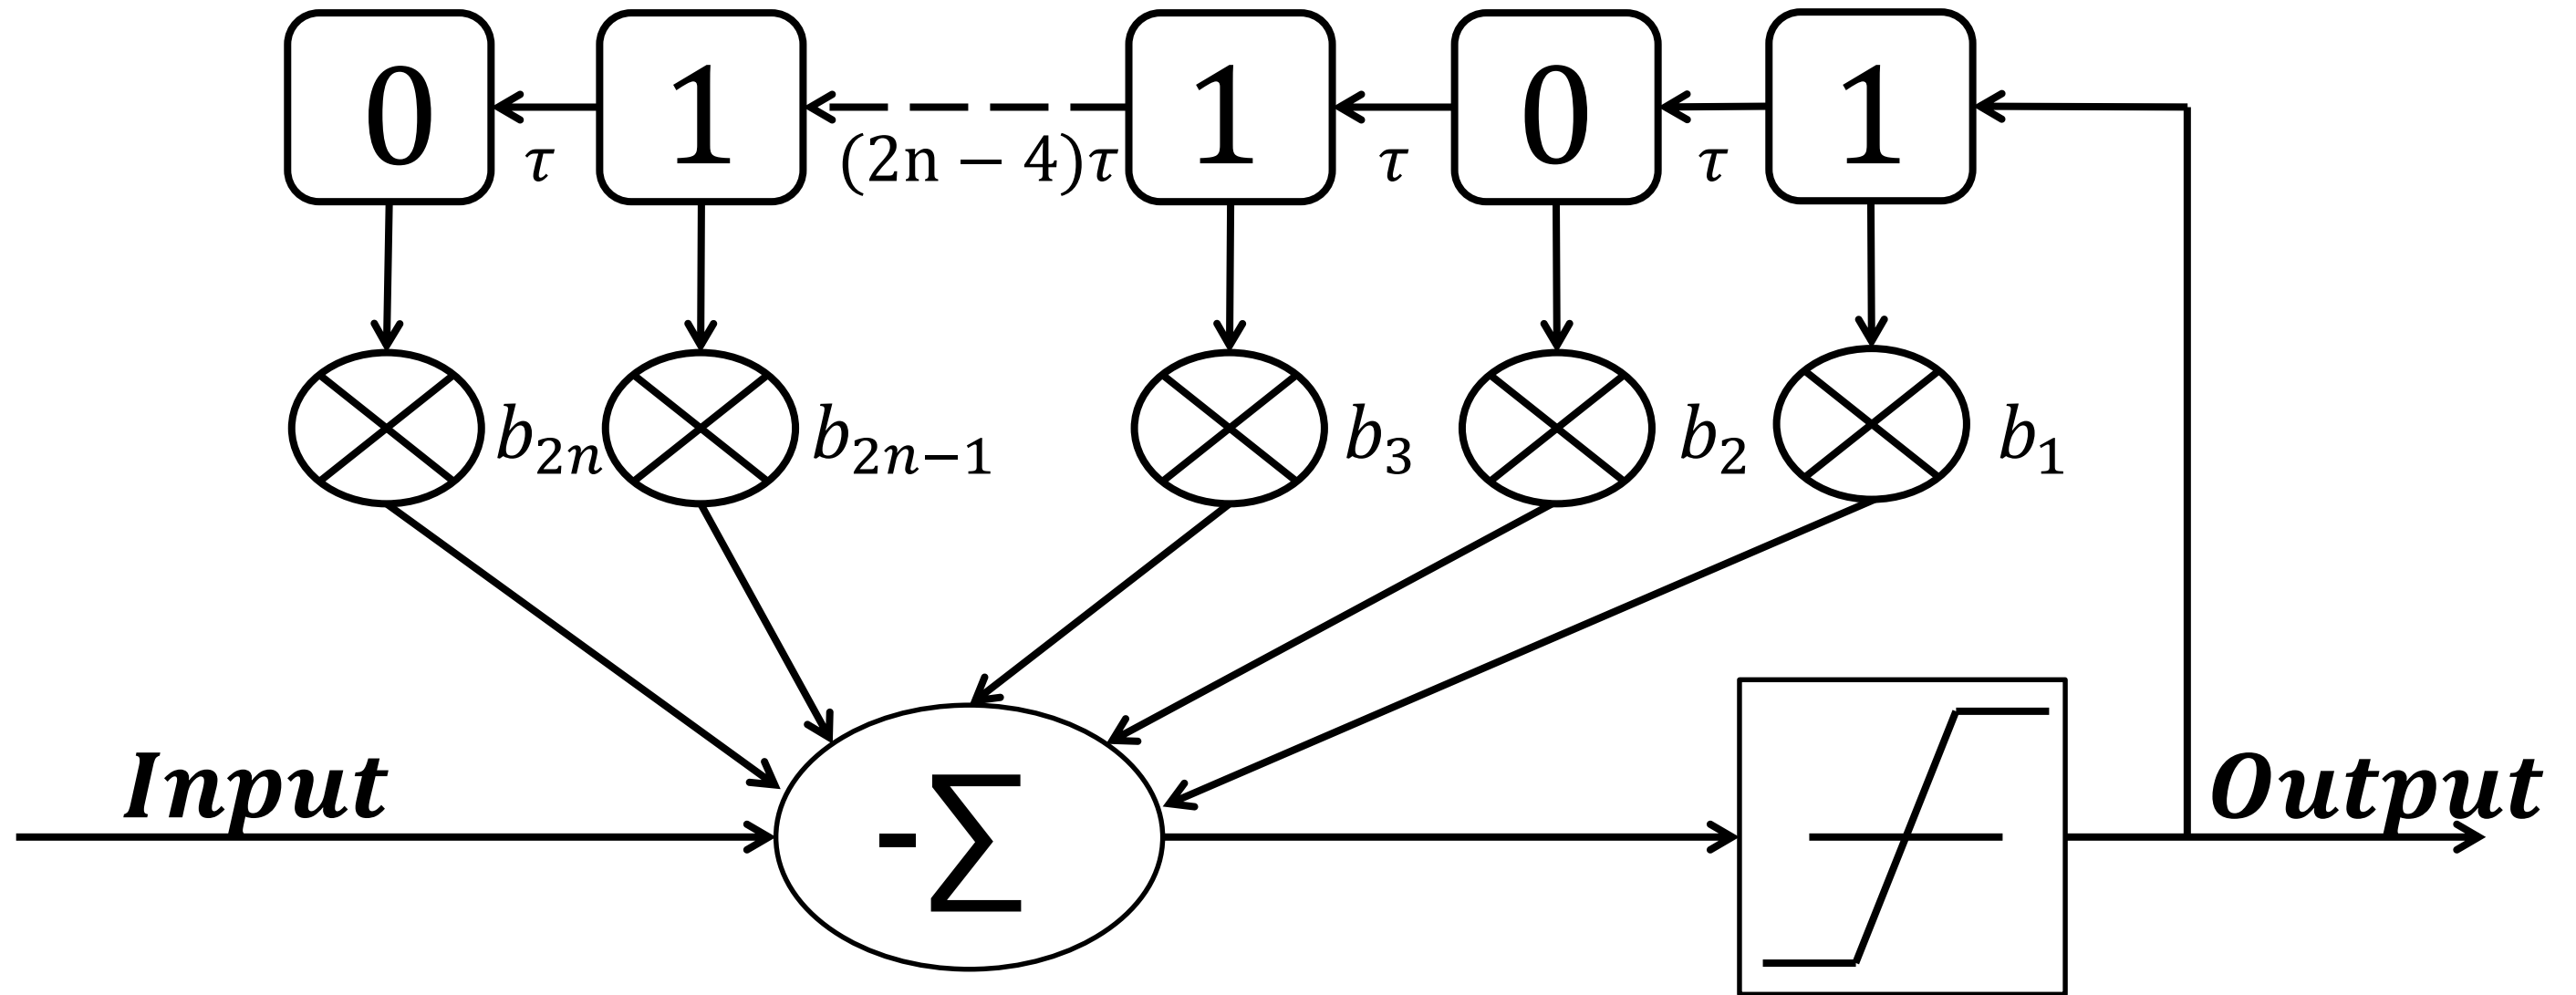 0 1 1 0 1
τ (2n − 4)τ τ τ
b₂ₙ b₂ₙ₋₁ b₃ b₂ b₁
Input -∑ Output